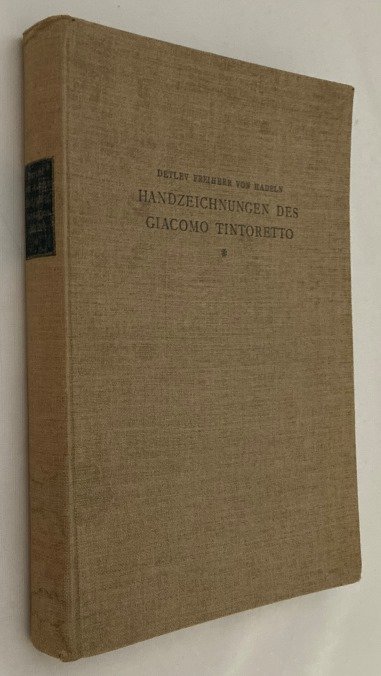 DETLEV FREIHERR VON HADELN
HANDZEICHNUNGEN DES
GIACOMO TINTORETTO